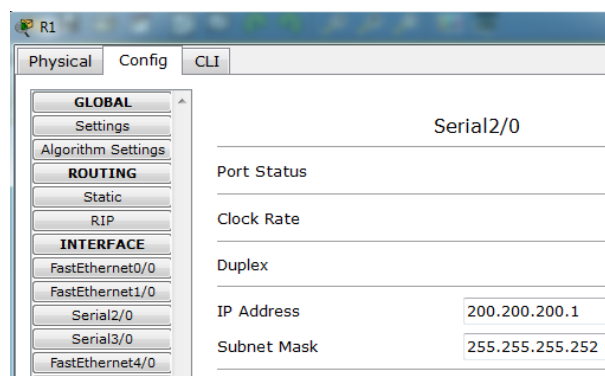 R1
Physical Config CLI
GLOBAL
Settings
Algorithm Settings
ROUTING
Static
RIP
INTERFACE
FastEthernet0/0
FastEthernet1/0
Serial2/0
Serial3/0
FastEthernet4/0
Serial2/0
Port Status
Clock Rate
Duplex
IP Address 200.200.200.1
Subnet Mask 255.255.255.252